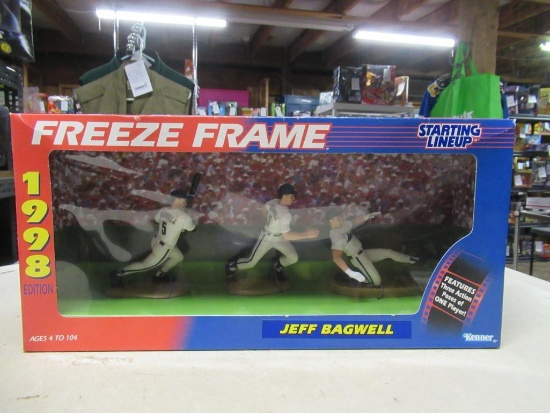 FREEZE FRAME
STARTING
LINEUP
1998
EDITION
5
FEATURES
Three Action
Poses of
ONE Player!
JEFF BAGWELL
AGES 4 TO 104
Kenner